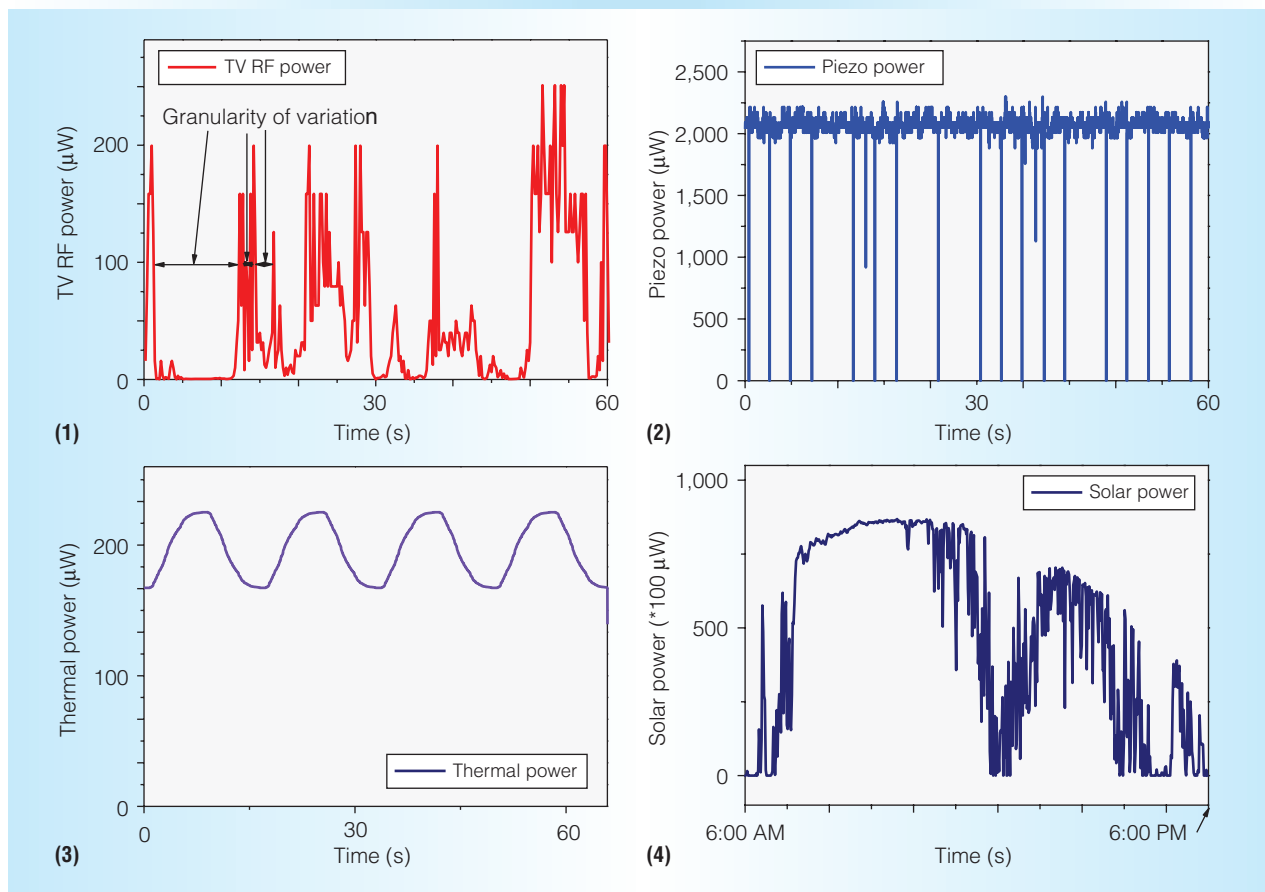 TV RF power
Granularity of variation
200
100
0
TV RF power (µW)
0 30 60
Time (s)
(1)
Piezo power
2,500
2,000
1,500
1,000
500
0
Piezo power (µW)
0 30 60
Time (s)
(2)
200
100
0
Thermal power (µW)
Thermal power
0 30 60
Time (s)
(3)
Solar power
1,000
500
0
Solar power (*100 µW)
6:00 AM 6:00 PM
Time (s)
(4)